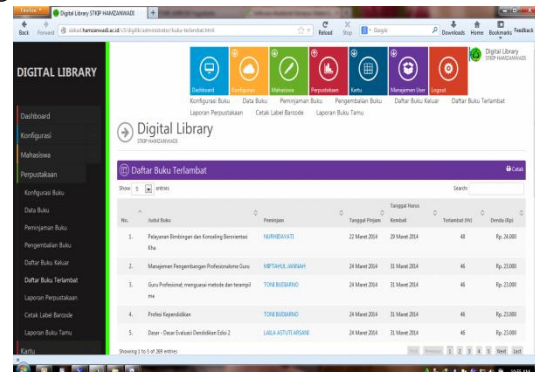 Digital Library STKIP HAMZANWADI
Back Forward Reload Stop Google Downloads Home Bookmarks Feedback
DIGITAL LIBRARY
Dashboard
Konfigurasi
Mahasiswa
Perpustakaan
Konfigurasi Buku
Data Buku
Peminjaman Buku
Pengembalian Buku
Daftar Buku Keluar
Daftar Buku Terlambat
Laporan Perpustakaan
Cetak Label Barcode
Laporan Buku Tamu
Kartu
Dashboard Konfigurasi Mahasiswa Perpustakaan Kartu Manajemen User Logout
Digital Library
STKIP HAMZANWADI
Konfigurasi Buku Data Buku Peminjaman Buku Pengembalian Buku Daftar Buku Keluar Daftar Buku Terlambat
Laporan Perpustakaan Cetak Label Barcode Laporan Buku Tamu
Digital Library
STKIP HAMZANWADI
Daftar Buku Terlambat Cetak
Show 5 entries Search:
No. Judul Buku Peminjam Tanggal Pinjam Tanggal Harus Kembali Terlambat (Hr) Denda (Rp)
1. Pelayanan Bimbingan dan Konseling Berorientasi Kha NURHIDAYATI 22 Maret 2014 29 Maret 2014 48 Rp. 24.000
2. Manajemen Pengembangan Profesionalisme Guru MIFTAHUL JANNAH 24 Maret 2014 31 Maret 2014 46 Rp. 23.000
3. Guru Profesional; menguasai metode dan terampil me TONI BUDIARNO 24 Maret 2014 31 Maret 2014 46 Rp. 23.000
4. Profesi Kependidikan TONI BUDIARNO 24 Maret 2014 31 Maret 2014 46 Rp. 23.000
5. Dasar - Dasar Evaluasi Pendidikan Edisi 2 LAILA ASTUTI ARSANI 24 Maret 2014 31 Maret 2014 46 Rp. 23.000
Showing 1 to 5 of 269 entries First Previous 1 2 3 4 5 Next Last
10:55 AM